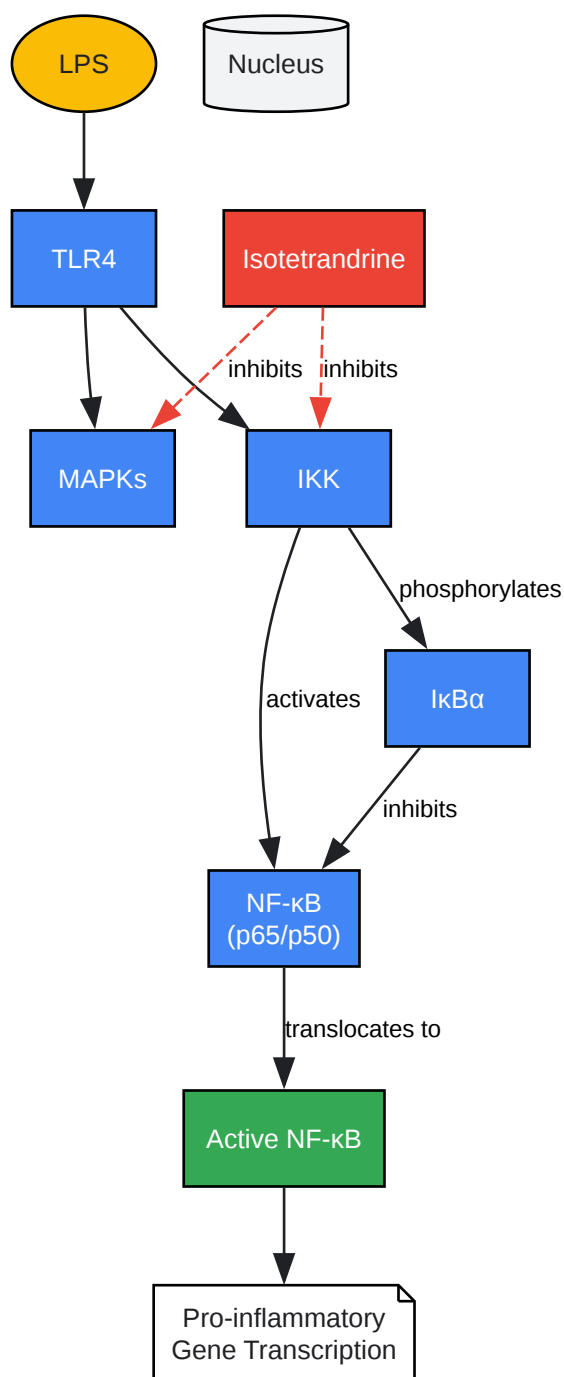 LPS
Nucleus
TLR4
Isotetrandrine
inhibits
inhibits
MAPKs
IKK
phosphorylates
activates
IκBα
inhibits
NF-κB
(p65/p50)
translocates to
Active NF-κB
Pro-inflammatory
Gene Transcription